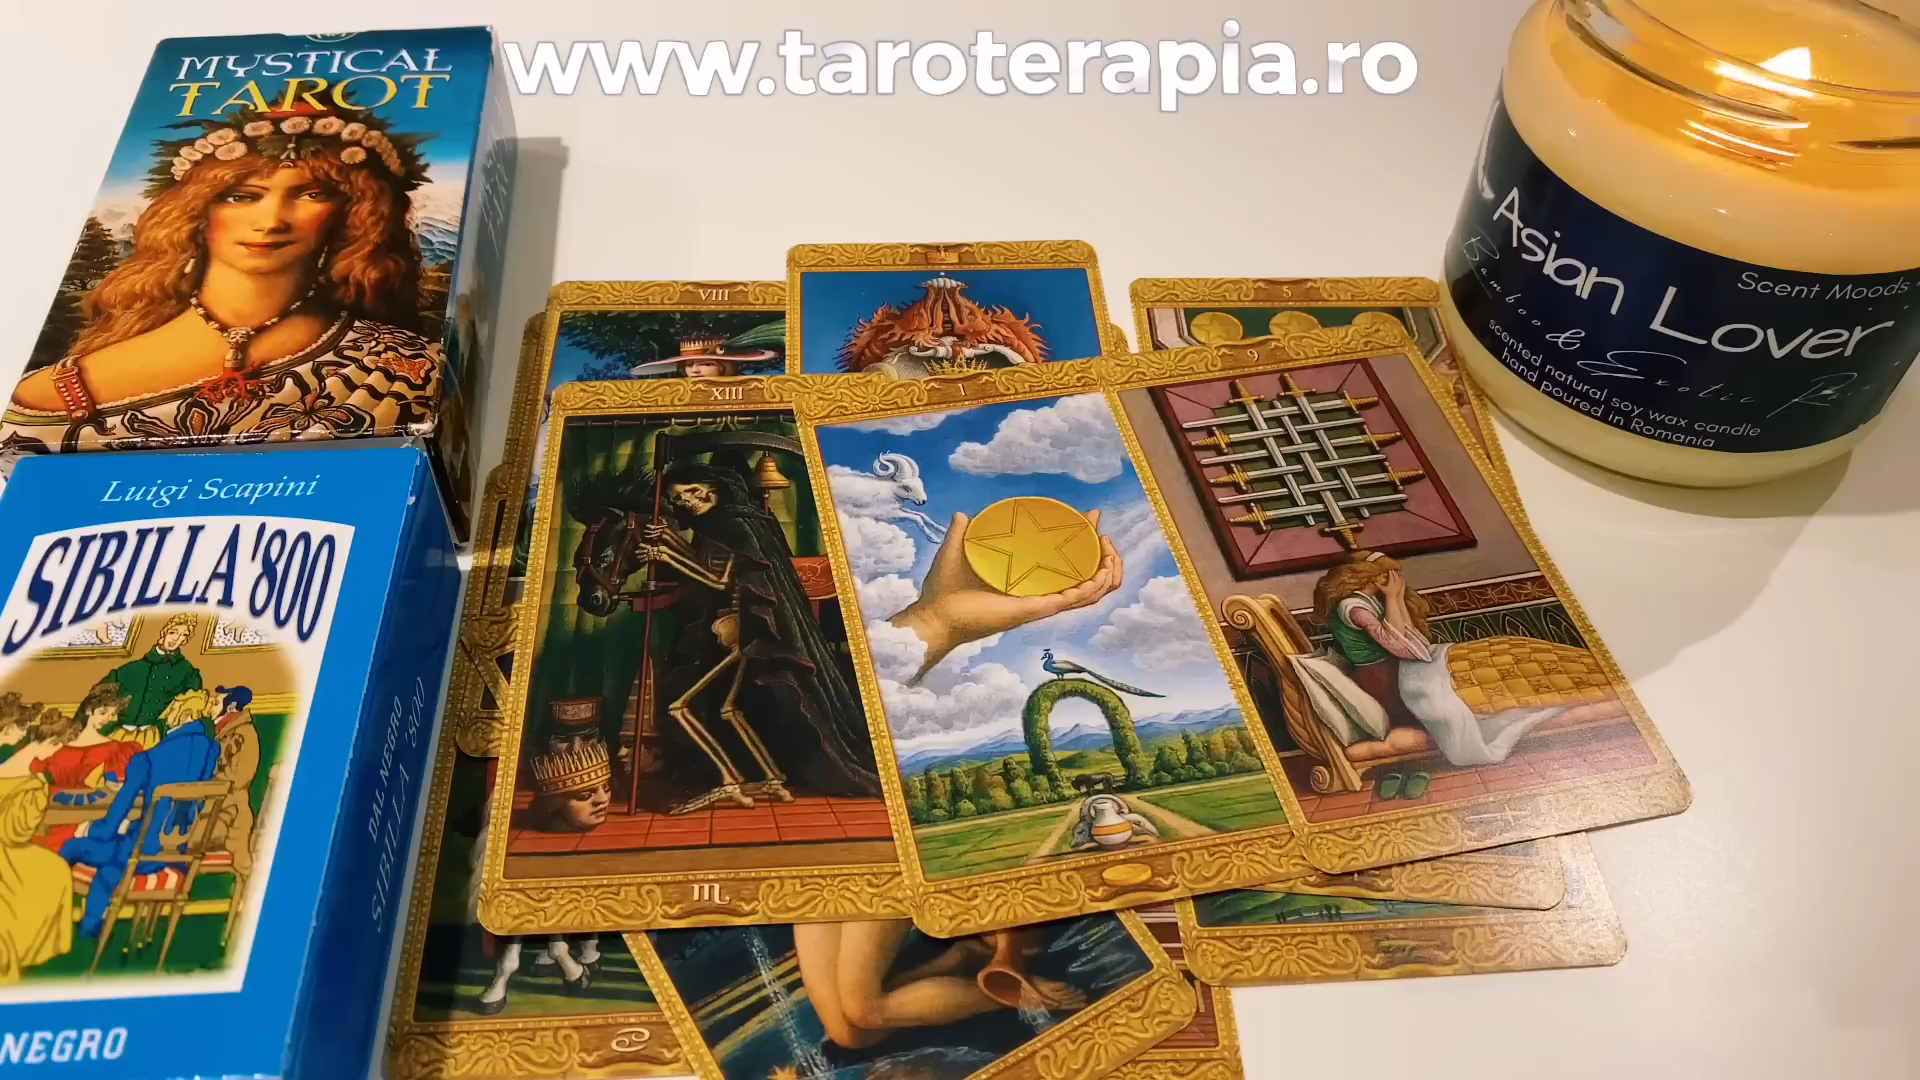 www.taroterapia.ro
MYSTICAL
TAROT
Luigi Scapini
SIBILLA '800
NEGRO
DAL NEGRO
SIBILLA '800
VIII
XIII
I
9
5
Asian Lover
Scent Moods
Bamboo & Exotic
scented natural soy wax candle
hand poured in Romania